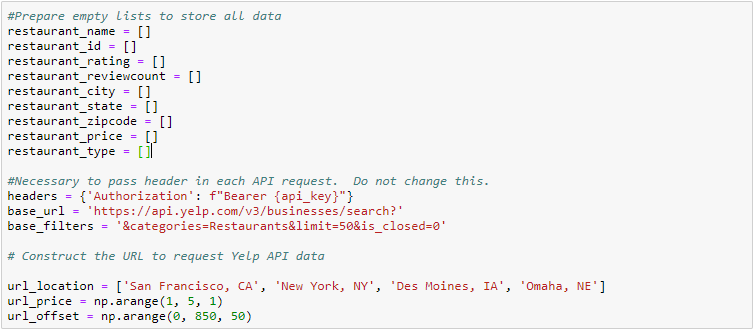 #Prepare empty lists to store all data
restaurant_name = []
restaurant_id = []
restaurant_rating = []
restaurant_reviewcount = []
restaurant_city = []
restaurant_state = []
restaurant_zipcode = []
restaurant_price = []
restaurant_type = []
#Necessary to pass header in each API request.  Do not change this.
headers = {'Authorization': f"Bearer {api_key}"}
base_url = 'https://api.yelp.com/v3/businesses/search?'
base_filters = '&categories=Restaurants&limit=50&is_closed=0'
# Construct the URL to request Yelp API data
url_location = ['San Francisco, CA', 'New York, NY', 'Des Moines, IA', 'Omaha, NE']
url_price = np.arange(1, 5, 1)
url_offset = np.arange(0, 850, 50)